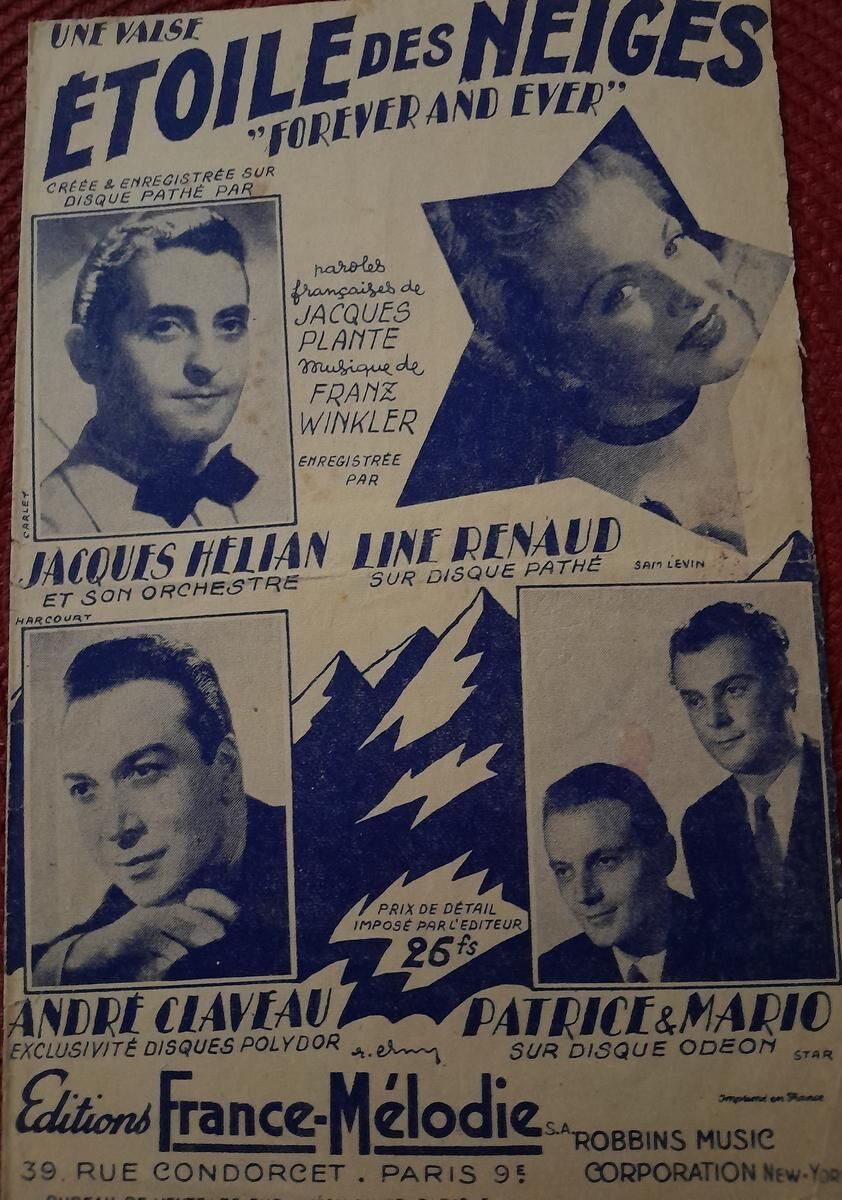 UNE VALSE
ÉTOILE DES NEIGES
"FOREVER AND EVER"
CRÉÉE & ENREGISTRÉE SUR
DISQUE PATHÉ PAR
paroles
françaises de
JACQUES
PLANTE
Musique de
FRANZ
WINKLER
ENREGISTRÉE
PAR
CARLET
JACQUES HÉLIAN
ET SON ORCHESTRE
LINE RENAUD
SUR DISQUE PATHÉ
SAM LEVIN
HARCOURT
PRIX DE DÉTAIL
IMPOSÉ PAR L'EDITEUR
26 fs
ANDRÉ CLAVEAU
EXCLUSIVITÉ DISQUES POLYDOR
PATRICE & MARIO
SUR DISQUE ODEON
STAR
Editions France-Mélodie S.A.
Imprimé en France
ROBBINS MUSIC
CORPORATION NEW-YOR
39, RUE CONDORCET . PARIS 9E